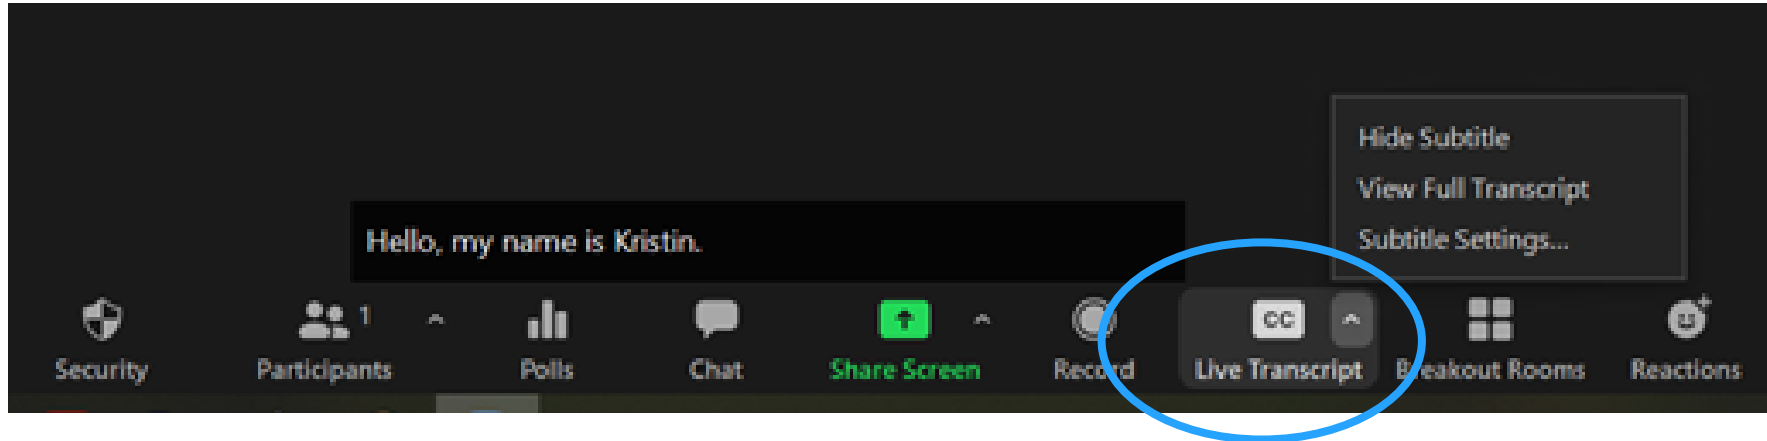 Hide Subtitle
View Full Transcript
Subtitle Settings...
Hello, my name is Kristin.
1
CC
Security
Participants
Polls
Chat
Share Screen
Record
Live Transcript
Breakout Rooms
Reactions